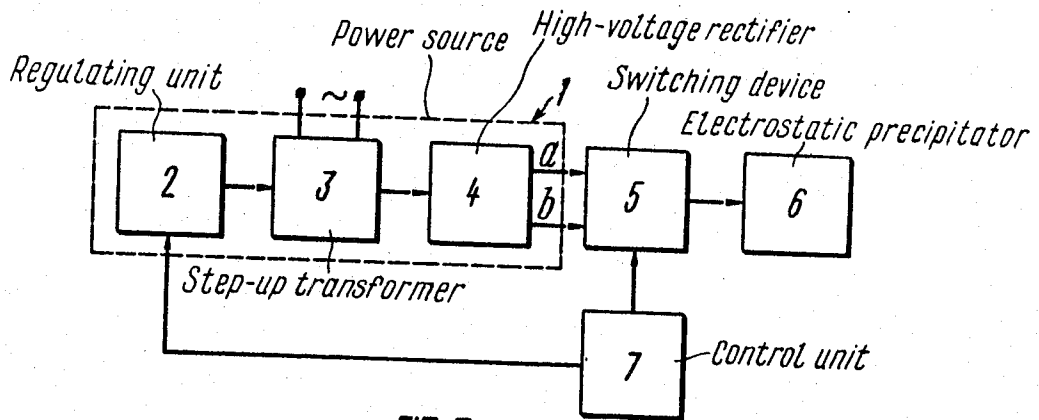 High-voltage rectifier
Power source
Switching device
Regulating unit
~
1
Electrostatic precipitator
a
2
3
4
b
5
6
Step-up transformer
7
Control unit